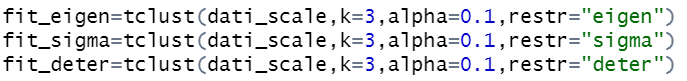 fit_eigen=tclust(dati_scale,k=3,alpha=0.1,restr="eigen")
fit_sigma=tclust(dati_scale,k=3,alpha=0.1,restr="sigma")
fit_deter=tclust(dati_scale,k=3,alpha=0.1,restr="deter")